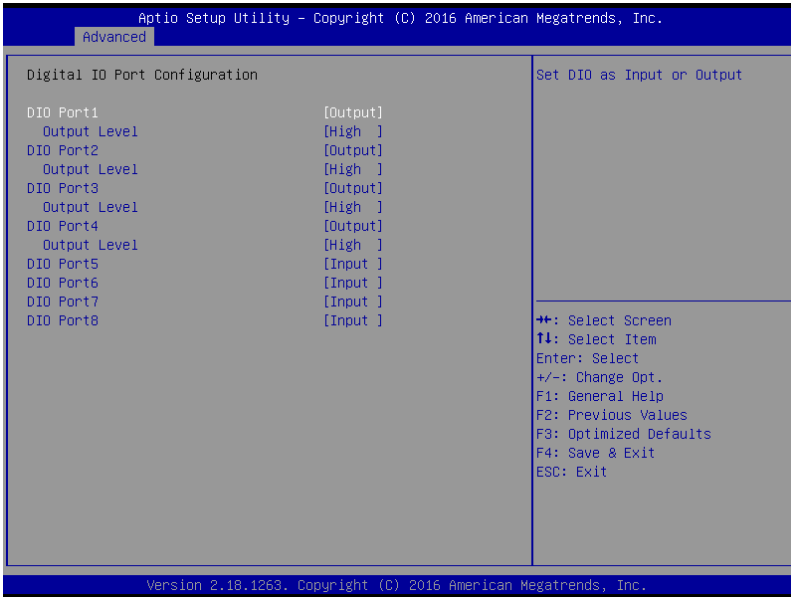 Aptio Setup Utility – Copyright (C) 2016 American Megatrends, Inc.
Advanced
Digital IO Port Configuration
DIO Port1 [Output]
Output Level [High ]
DIO Port2 [Output]
Output Level [High ]
DIO Port3 [Output]
Output Level [High ]
DIO Port4 [Output]
Output Level [High ]
DIO Port5 [Input ]
DIO Port6 [Input ]
DIO Port7 [Input ]
DIO Port8 [Input ]
Set DIO as Input or Output
→←: Select Screen
↑↓: Select Item
Enter: Select
+/-: Change Opt.
F1: General Help
F2: Previous Values
F3: Optimized Defaults
F4: Save & Exit
ESC: Exit
Version 2.18.1263. Copyright (C) 2016 American Megatrends, Inc.